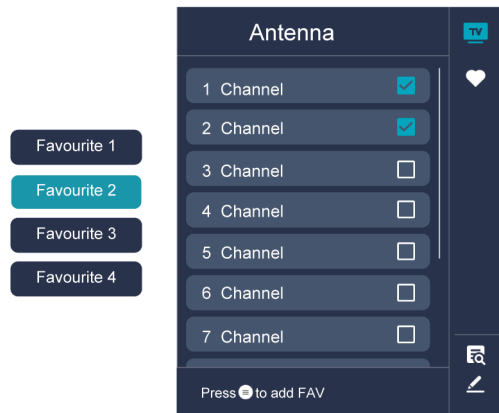 Antenna
TV
1 Channel
2 Channel
3 Channel
4 Channel
5 Channel
6 Channel
7 Channel
Press to add FAV
Favourite 1
Favourite 2
Favourite 3
Favourite 4